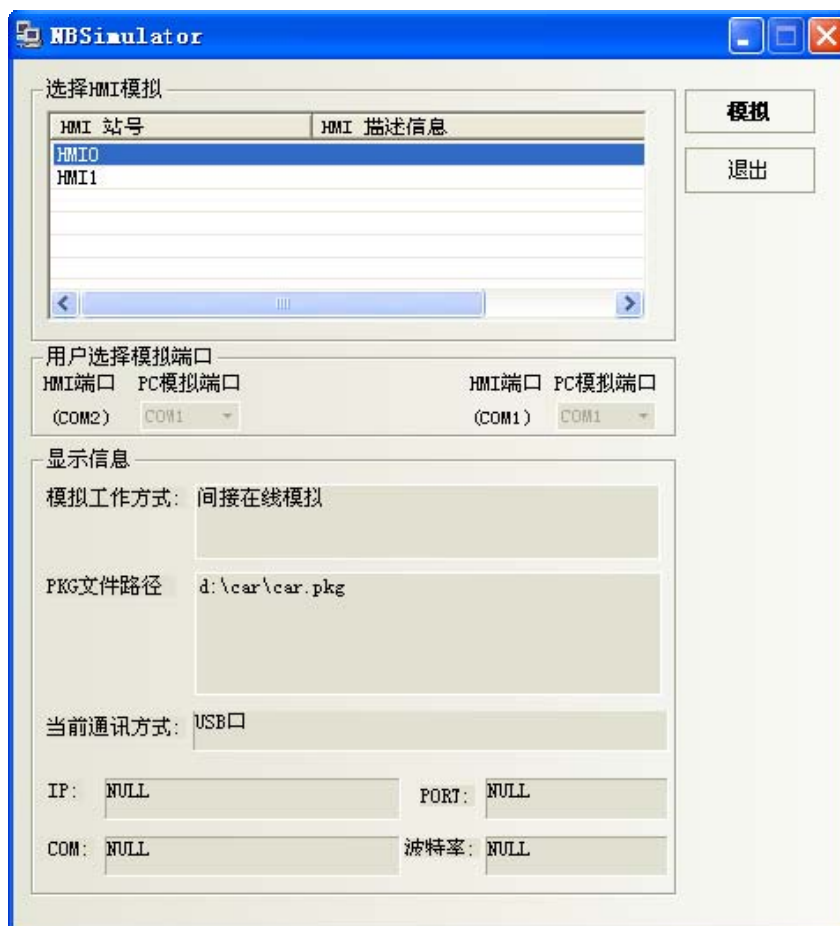 NBSimulator
选择HMI模拟
HMI 站号 HMI 描述信息
模拟
HMI0
HMI1
退出
用户选择模拟端口
HMI端口 PC模拟端口 HMI端口 PC模拟端口
(COM2) COM1 (COM1) COM1
显示信息
模拟工作方式: 间接在线模拟
PKG文件路径 d:\car\car.pkg
当前通讯方式: USB口
IP: NULL PORT: NULL
COM: NULL 波特率: NULL